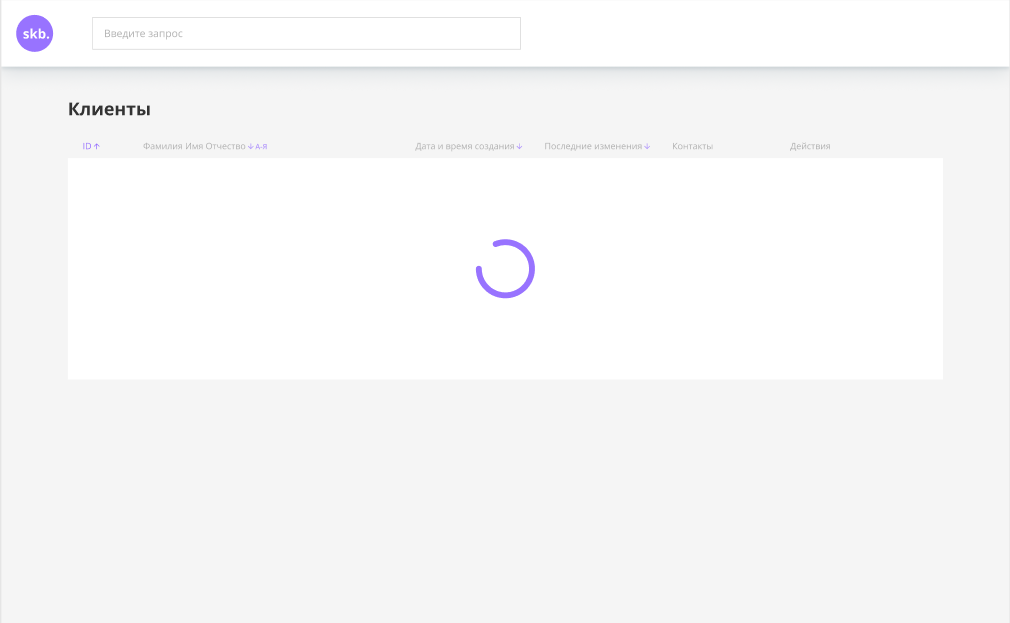 skb.
Введите запрос
Клиенты
ID Фамилия Имя Отчество А-Я Дата и время создания Последние изменения Контакты Действия